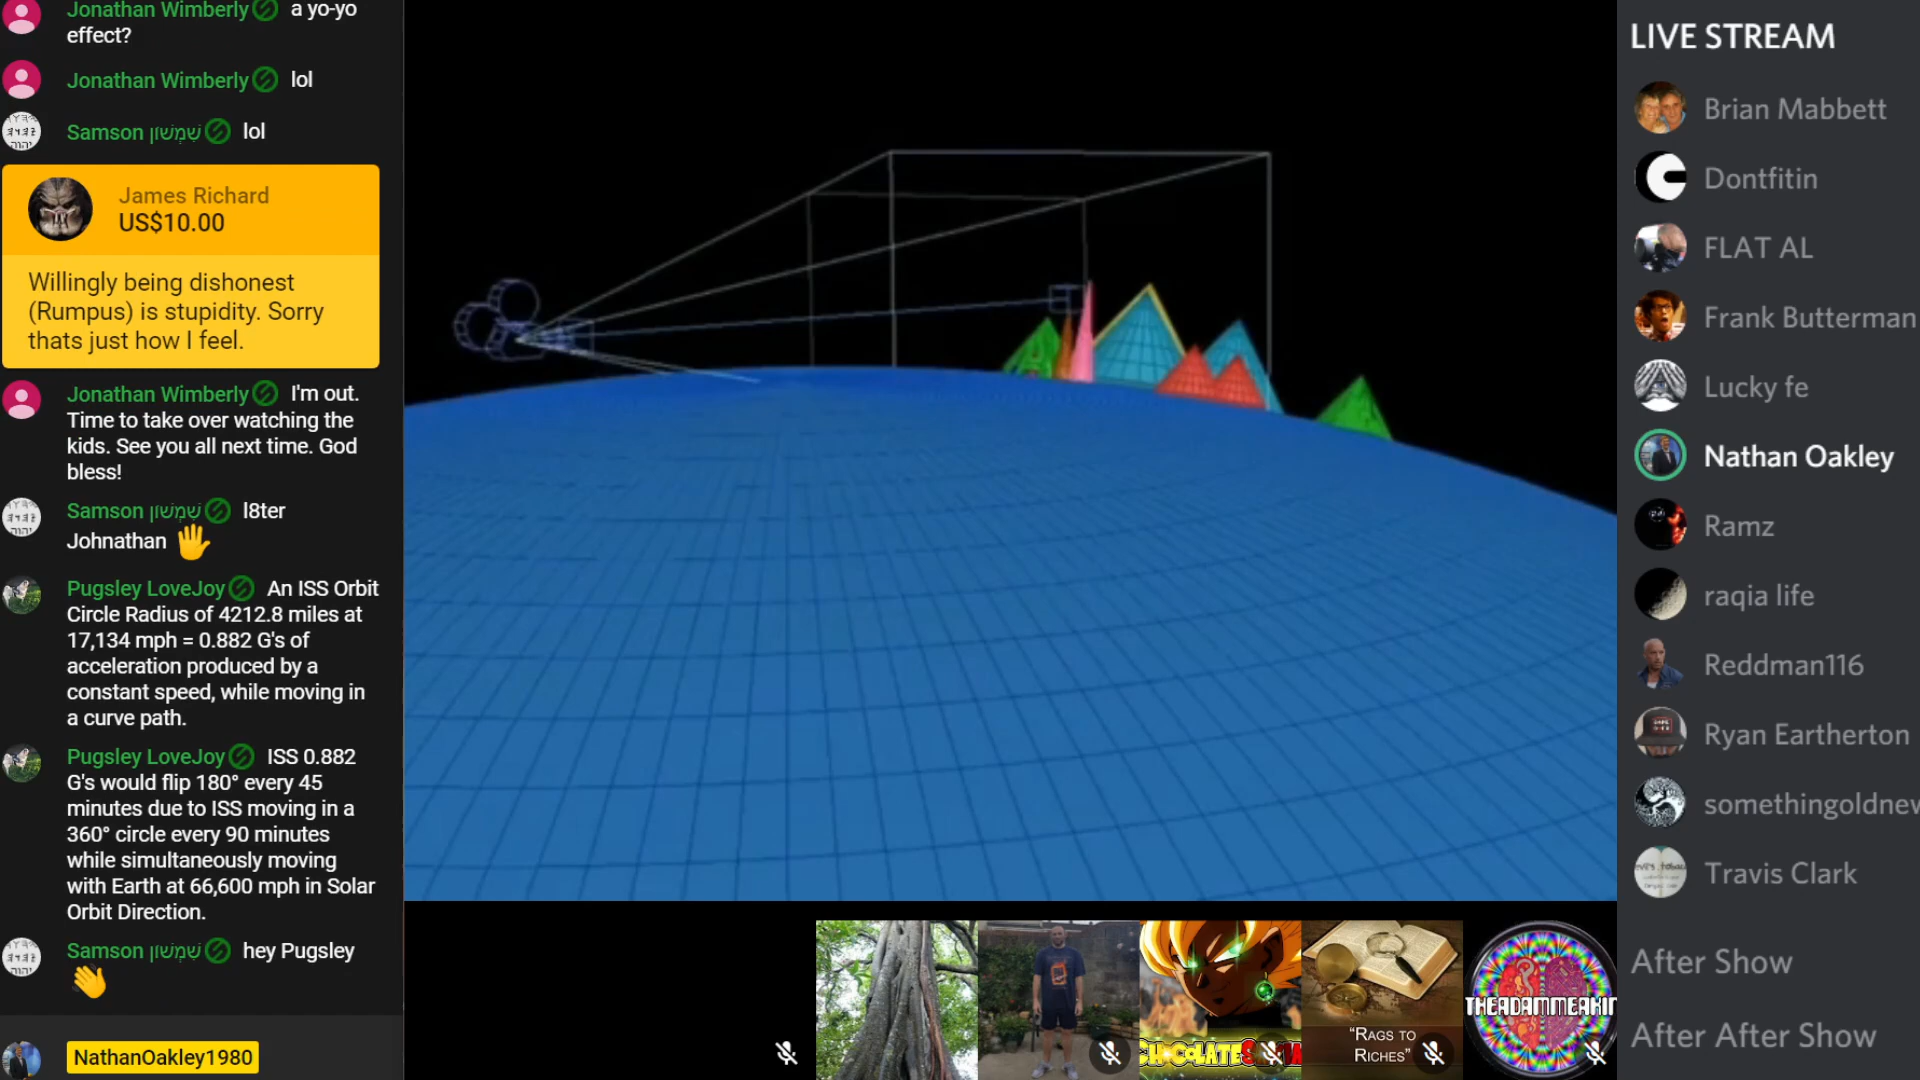 Jonathan Wimberly a yo-yo
effect?
Jonathan Wimberly lol
Samson שִׁמְשׁוֹן lol
James Richard
US$10.00
Willingly being dishonest
(Rumpus) is stupidity. Sorry
thats just how I feel.
Jonathan Wimberly I'm out.
Time to take over watching the
kids. See you all next time. God
bless!
Samson שִׁמְשׁוֹן l8ter
Johnathan
Pugsley LoveJoy An ISS Orbit
Circle Radius of 4212.8 miles at
17,134 mph = 0.882 G's of
acceleration produced by a
constant speed, while moving in
a curve path.
Pugsley LoveJoy ISS 0.882
G's would flip 180° every 45
minutes due to ISS moving in a
360° circle every 90 minutes
while simultaneously moving
with Earth at 66,600 mph in Solar
Orbit Direction.
Samson שִׁמְשׁוֹן hey Pugsley
NathanOakley1980
"RAGS TO
RICHES"
THEADAMMEAKIN
LIVE STREAM
Brian Mabbett
Dontfitin
FLAT AL
Frank Butterman
Lucky fe
Nathan Oakley
Ramz
raqia life
Reddman116
Ryan Eartherton
somethingoldnew
Travis Clark
After Show
After After Show